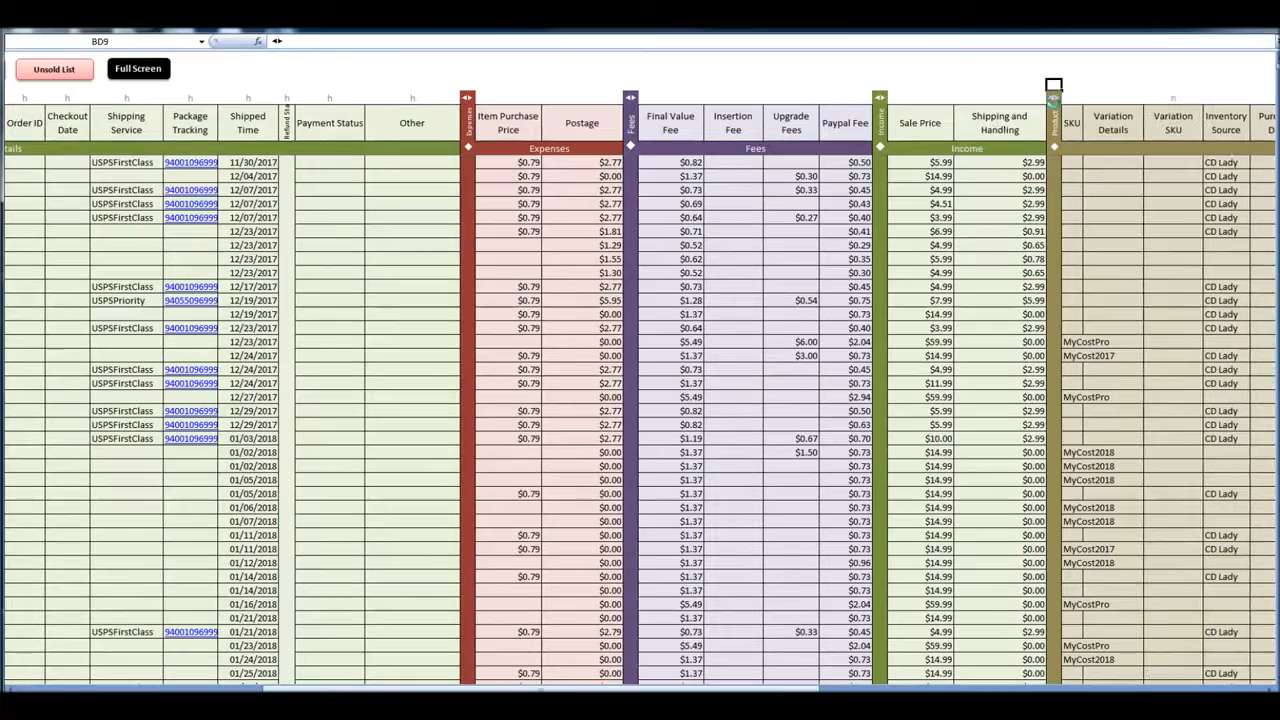 BD9 fx ◄►
Unsold List Full Screen
h h h h h h h ◄► ◄► ◄► h
Order ID Checkout Date Shipping Service Package Tracking Shipped Time Refund Sta Payment Status Other Expenses Item Purchase Price Postage Fees Final Value Fee Insertion Fee Upgrade Fees Paypal Fee Income Sale Price Shipping and Handling Product SKU Variation Details Variation SKU Inventory Source
tails Expenses Fees Income
USPSFirstClass 94001096999 11/30/2017 $0.79 $2.77 $0.82 $0.50 $5.99 $2.99 CD Lady
12/04/2017 $0.79 $0.00 $1.37 $0.30 $0.73 $14.99 $0.00 CD Lady
USPSFirstClass 94001096999 12/07/2017 $0.79 $2.77 $0.73 $0.33 $0.45 $4.99 $2.99 CD Lady
USPSFirstClass 94001096999 12/07/2017 $0.79 $2.77 $0.69 $0.43 $4.51 $2.99 CD Lady
USPSFirstClass 94001096999 12/07/2017 $0.79 $2.77 $0.64 $0.27 $0.40 $3.99 $2.99 CD Lady
12/23/2017 $0.79 $1.81 $0.71 $0.41 $6.99 $0.91 CD Lady
12/23/2017 $1.29 $0.52 $0.29 $4.99 $0.65
12/23/2017 $1.55 $0.62 $0.35 $5.99 $0.78
12/23/2017 $1.30 $0.52 $0.30 $4.99 $0.65
USPSFirstClass 94001096999 12/17/2017 $0.79 $2.77 $0.73 $0.45 $4.99 $2.99 CD Lady
USPSPriority 94055096999 12/19/2017 $0.79 $5.95 $1.28 $0.54 $0.75 $7.99 $5.99 CD Lady
12/19/2017 $0.79 $0.00 $1.37 $0.73 $14.99 $0.00 CD Lady
USPSFirstClass 94001096999 12/23/2017 $0.79 $2.77 $0.64 $0.40 $3.99 $2.99 CD Lady
12/23/2017 $0.00 $5.49 $6.00 $2.04 $59.99 $0.00 MyCostPro
12/24/2017 $0.79 $0.00 $1.37 $3.00 $0.73 $14.99 $0.00 MyCost2017 CD Lady
USPSFirstClass 94001096999 12/24/2017 $0.79 $2.77 $0.73 $0.45 $4.99 $2.99 CD Lady
USPSFirstClass 94001096999 12/24/2017 $0.79 $2.77 $1.37 $0.73 $11.99 $2.99 CD Lady
12/27/2017 $0.00 $5.49 $2.94 $59.99 $0.00 MyCostPro
USPSFirstClass 94001096999 12/29/2017 $0.79 $2.77 $0.82 $0.50 $5.99 $2.99 CD Lady
USPSFirstClass 94001096999 12/29/2017 $0.79 $2.77 $0.82 $0.63 $5.99 $2.99 CD Lady
USPSFirstClass 94001096999 01/03/2018 $0.79 $2.77 $1.19 $0.67 $0.70 $10.00 $2.99 CD Lady
01/02/2018 $0.00 $1.37 $1.50 $0.73 $14.99 $0.00 MyCost2018
01/02/2018 $0.00 $1.37 $0.73 $14.99 $0.00 MyCost2018
01/05/2018 $0.00 $1.37 $0.73 $14.99 $0.00 MyCost2018
01/05/2018 $0.79 $0.00 $1.37 $0.73 $14.99 $0.00 CD Lady
01/06/2018 $0.00 $1.37 $0.73 $14.99 $0.00 MyCost2018
01/07/2018 $0.00 $1.37 $0.73 $14.99 $0.00 MyCost2018
01/11/2018 $0.79 $0.00 $1.37 $0.73 $14.99 $0.00 CD Lady
01/11/2018 $0.79 $0.00 $1.37 $0.73 $14.99 $0.00 MyCost2017 CD Lady
01/12/2018 $0.00 $1.37 $0.96 $14.99 $0.00 MyCost2018
01/14/2018 $0.79 $0.00 $1.37 $0.73 $14.99 $0.00 CD Lady
01/14/2018 $0.00 $1.37 $0.73 $14.99 $0.00
01/16/2018 $0.00 $5.49 $2.04 $59.99 $0.00 MyCostPro
01/21/2018 $0.00 $1.37 $0.73 $14.99 $0.00
USPSFirstClass 94001096999 01/21/2018 $0.79 $2.79 $0.73 $0.33 $0.45 $4.99 $2.99 CD Lady
01/23/2018 $0.00 $5.49 $2.04 $59.99 $0.00 MyCostPro
01/24/2018 $0.00 $1.37 $0.73 $14.99 $0.00 MyCost2018
01/25/2018 $0.79 $0.00 $1.37 $0.73 $14.99 $0.00 CD Lady